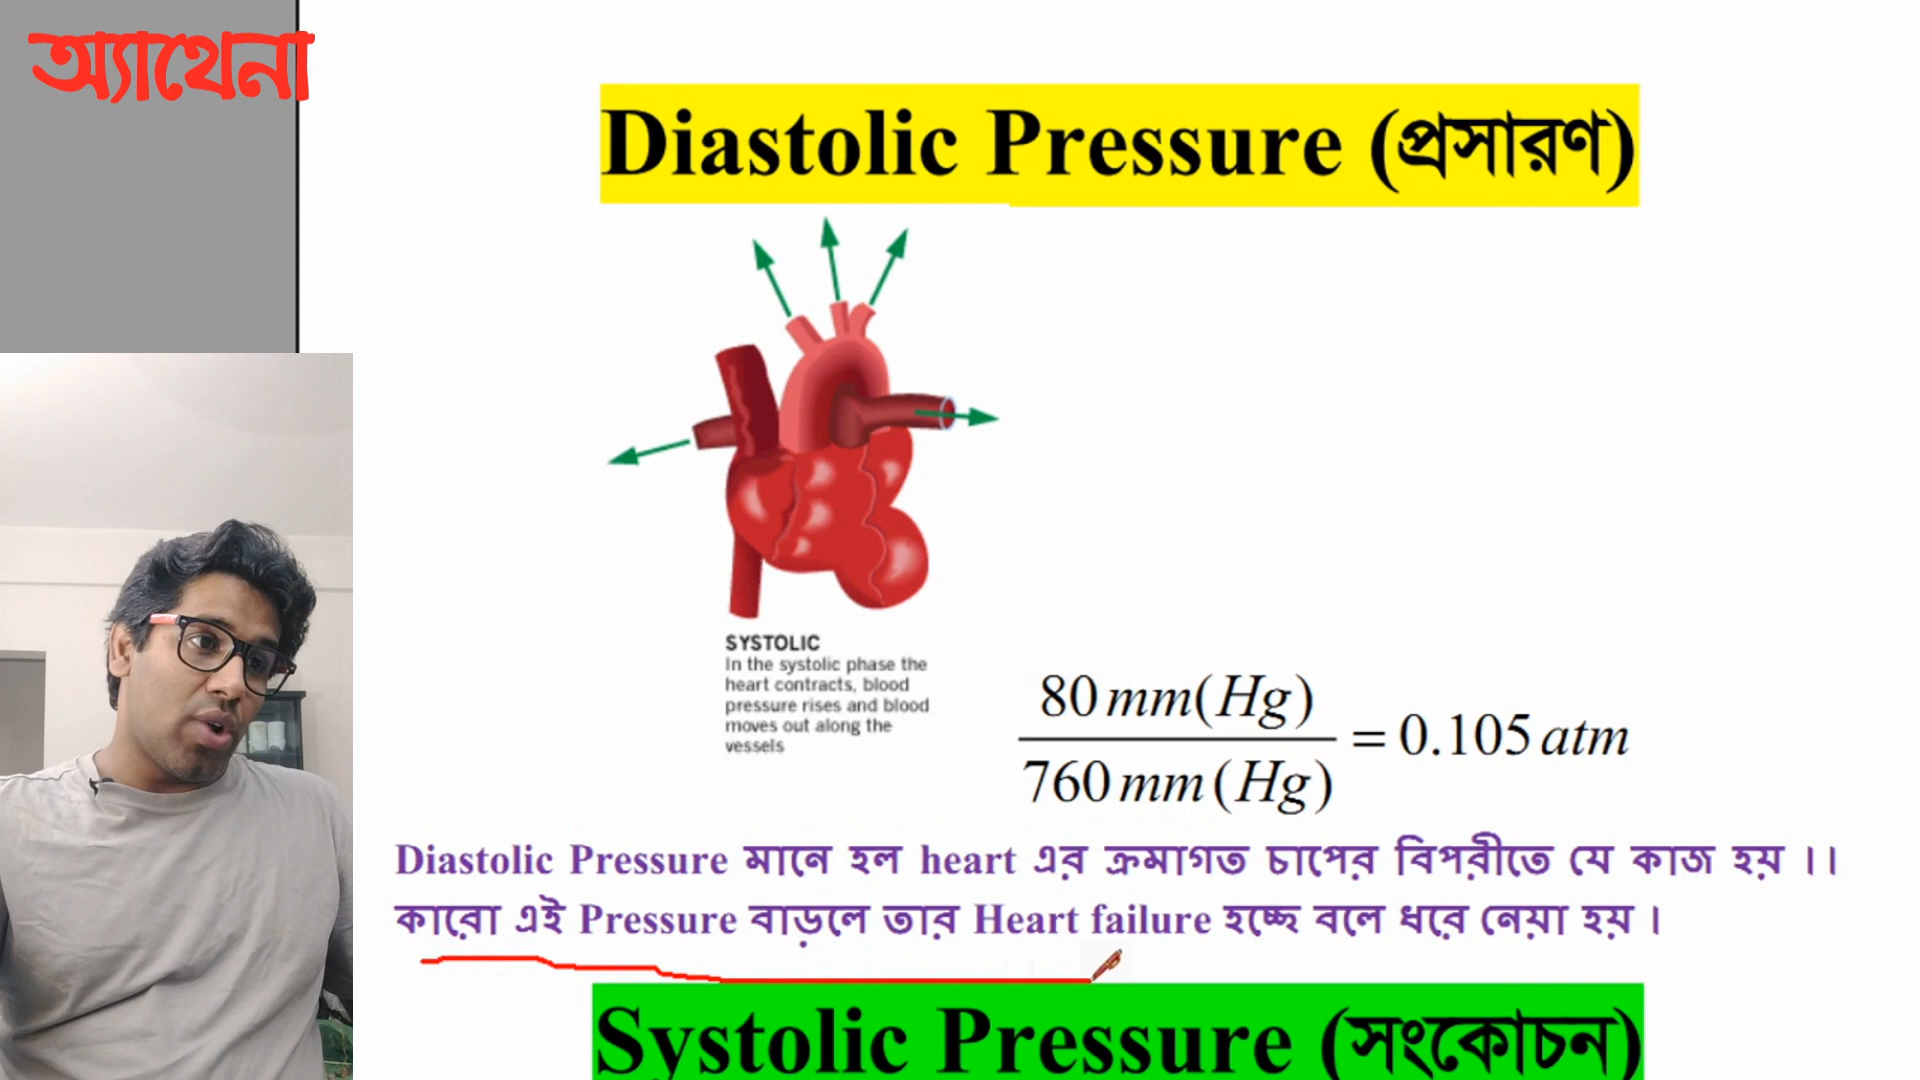 অ্যাথেনা
Diastolic Pressure (প্রসারণ)
SYSTOLIC
In the systolic phase the
heart contracts, blood
pressure rises and blood
moves out along the
vessels
80 mm(Hg)
760 mm (Hg)
= 0.105 atm
Diastolic Pressure মানে হল heart এর ক্রমাগত চাপের বিপরীতে যে কাজ হয় ।।
কারো এই Pressure বাড়লে তার Heart failure হচ্ছে বলে ধরে নেয়া হয় ।
Systolic Pressure (সংকোচন)